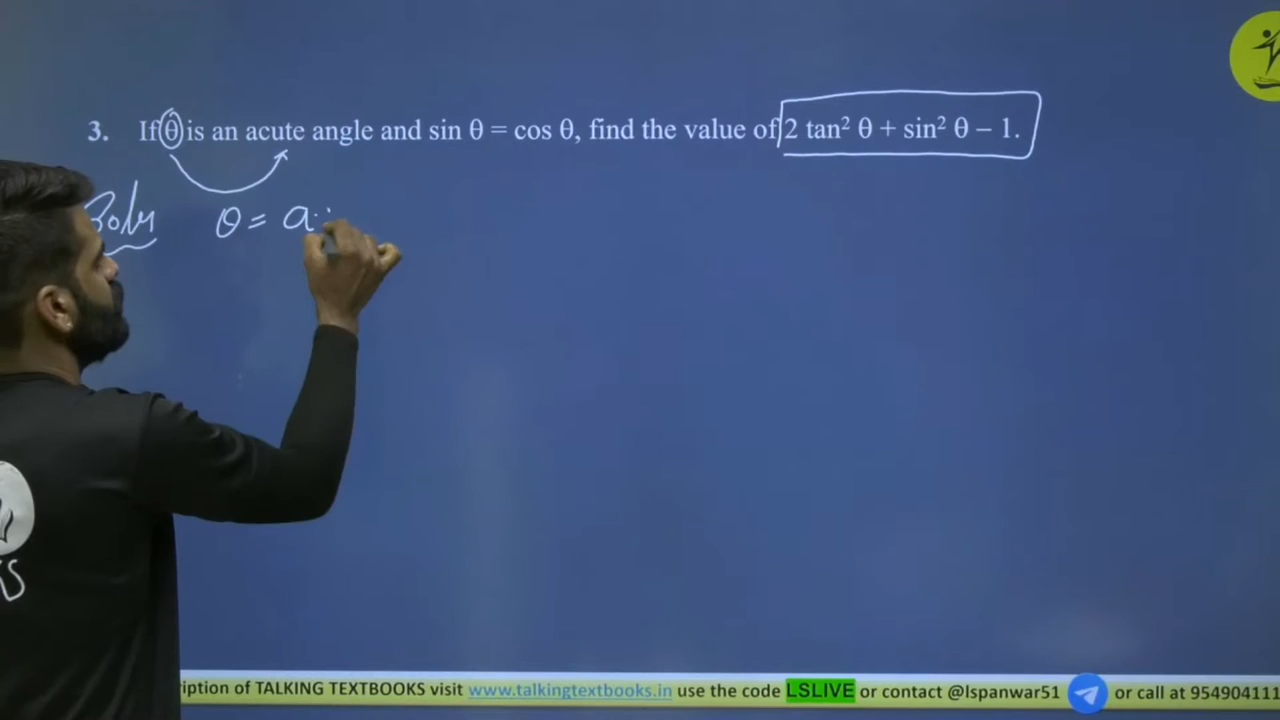 3. If θ is an acute angle and sin θ = cos θ, find the value of 2 tan² θ + sin² θ – 1.
Soln θ = a
iption of TALKING TEXTBOOKS visit www.talkingtextbooks.in use the code LSLIVE or contact @lspanwar51 or call at 954904111